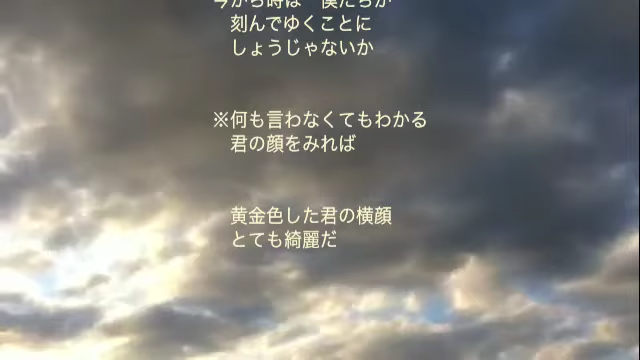 今から時は　僕たちが
刻んでゆくことに
しょうじゃないか
※何も言わなくてもわかる
君の顔をみれば
黄金色した君の横顔
とても綺麗だ